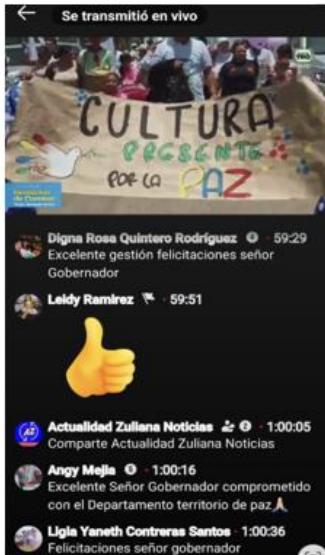 Se transmitió en vivo
CULTURA
PRESENTE
POR LA PAZ
Digna Rosa Quintero Rodríguez · 59:29
Excelente gestión felicitaciones señor
Gobernador
Leidy Ramirez · 59:51
Actualidad Zuliana Noticias · 1:00:05
Comparte Actualidad Zuliana Noticias
Angy Mejia · 1:00:16
Excelente Señor Gobernador comprometido
con el Departamento territorio de paz🙏
Ligia Yaneth Contreras Santos · 1:00:36
Felicitaciones señor gobernador